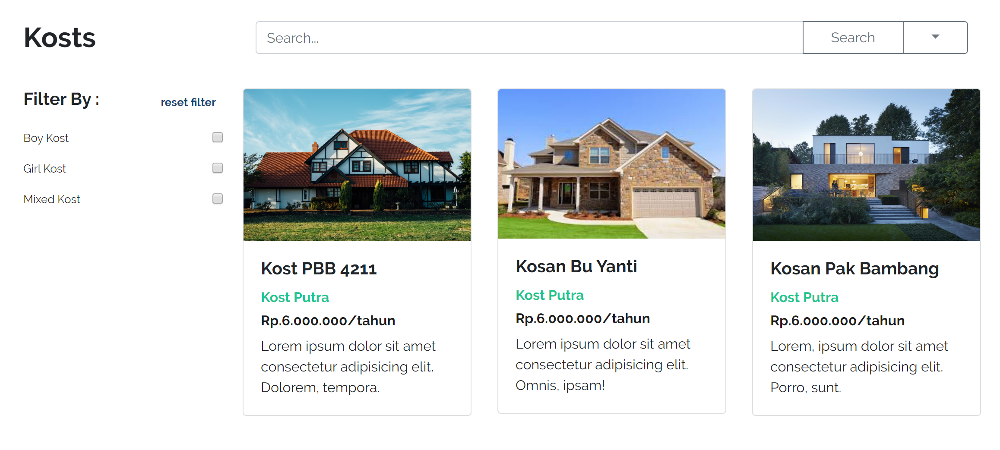 Kosts
Search...
Search
Filter By :
reset filter
Boy Kost
Girl Kost
Mixed Kost
Kost PBB 4211
Kost Putra
Rp.6.000.000/tahun
Lorem ipsum dolor sit amet
consectetur adipisicing elit.
Dolorem, tempora.
Kosan Bu Yanti
Kost Putra
Rp.6.000.000/tahun
Lorem ipsum dolor sit amet
consectetur adipisicing elit.
Omnis, ipsam!
Kosan Pak Bambang
Kost Putra
Rp.6.000.000/tahun
Lorem, ipsum dolor sit amet
consectetur adipisicing elit.
Porro, sunt.